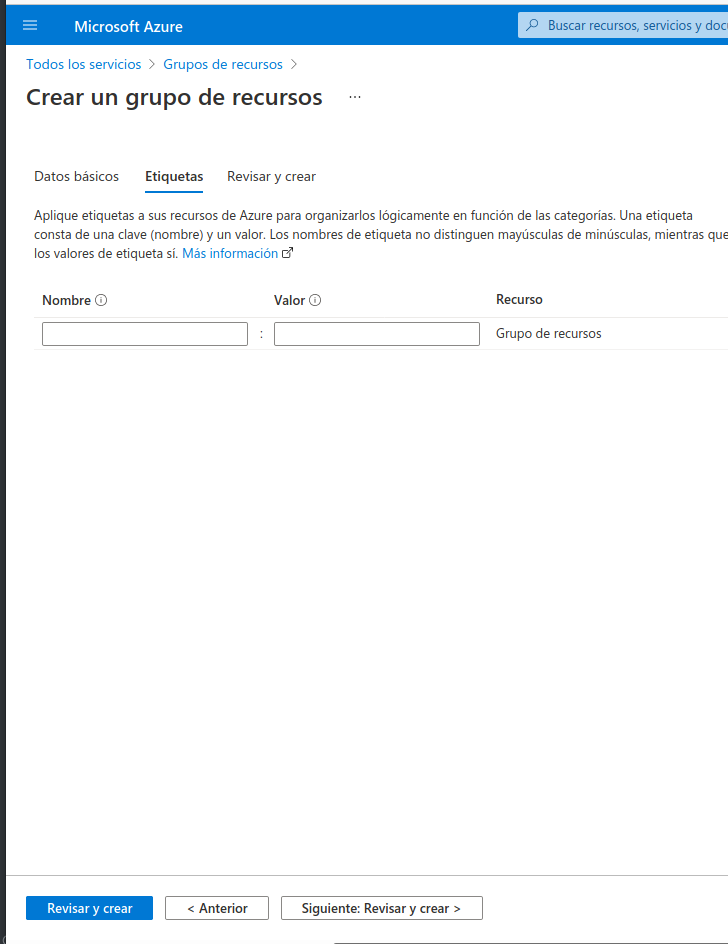 Microsoft Azure
Buscar recursos, servicios y docu
Todos los servicios > Grupos de recursos >
Crear un grupo de recursos ...
Datos básicos Etiquetas Revisar y crear
Aplique etiquetas a sus recursos de Azure para organizarlos lógicamente en función de las categorías. Una etiqueta
consta de una clave (nombre) y un valor. Los nombres de etiqueta no distinguen mayúsculas de minúsculas, mientras que
los valores de etiqueta sí. Más información
Nombre Valor Recurso
: Grupo de recursos
Revisar y crear < Anterior Siguiente: Revisar y crear >